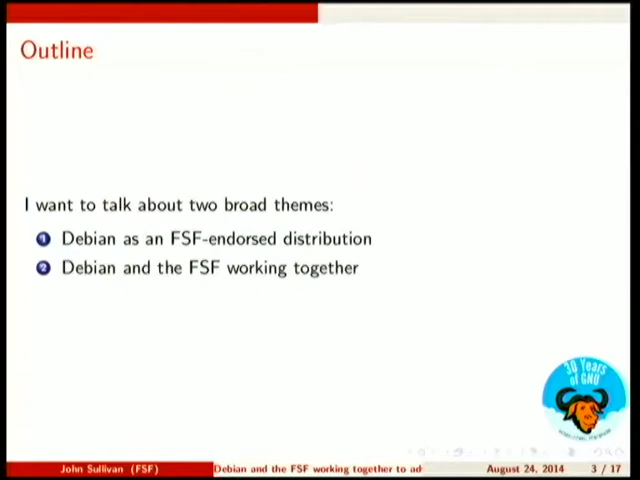 Outline
I want to talk about two broad themes:
1 Debian as an FSF-endorsed distribution
2 Debian and the FSF working together
30 Years
of GNU
John Sullivan (FSF)
Debian and the FSF working together to ad
August 24, 2014
3 / 17